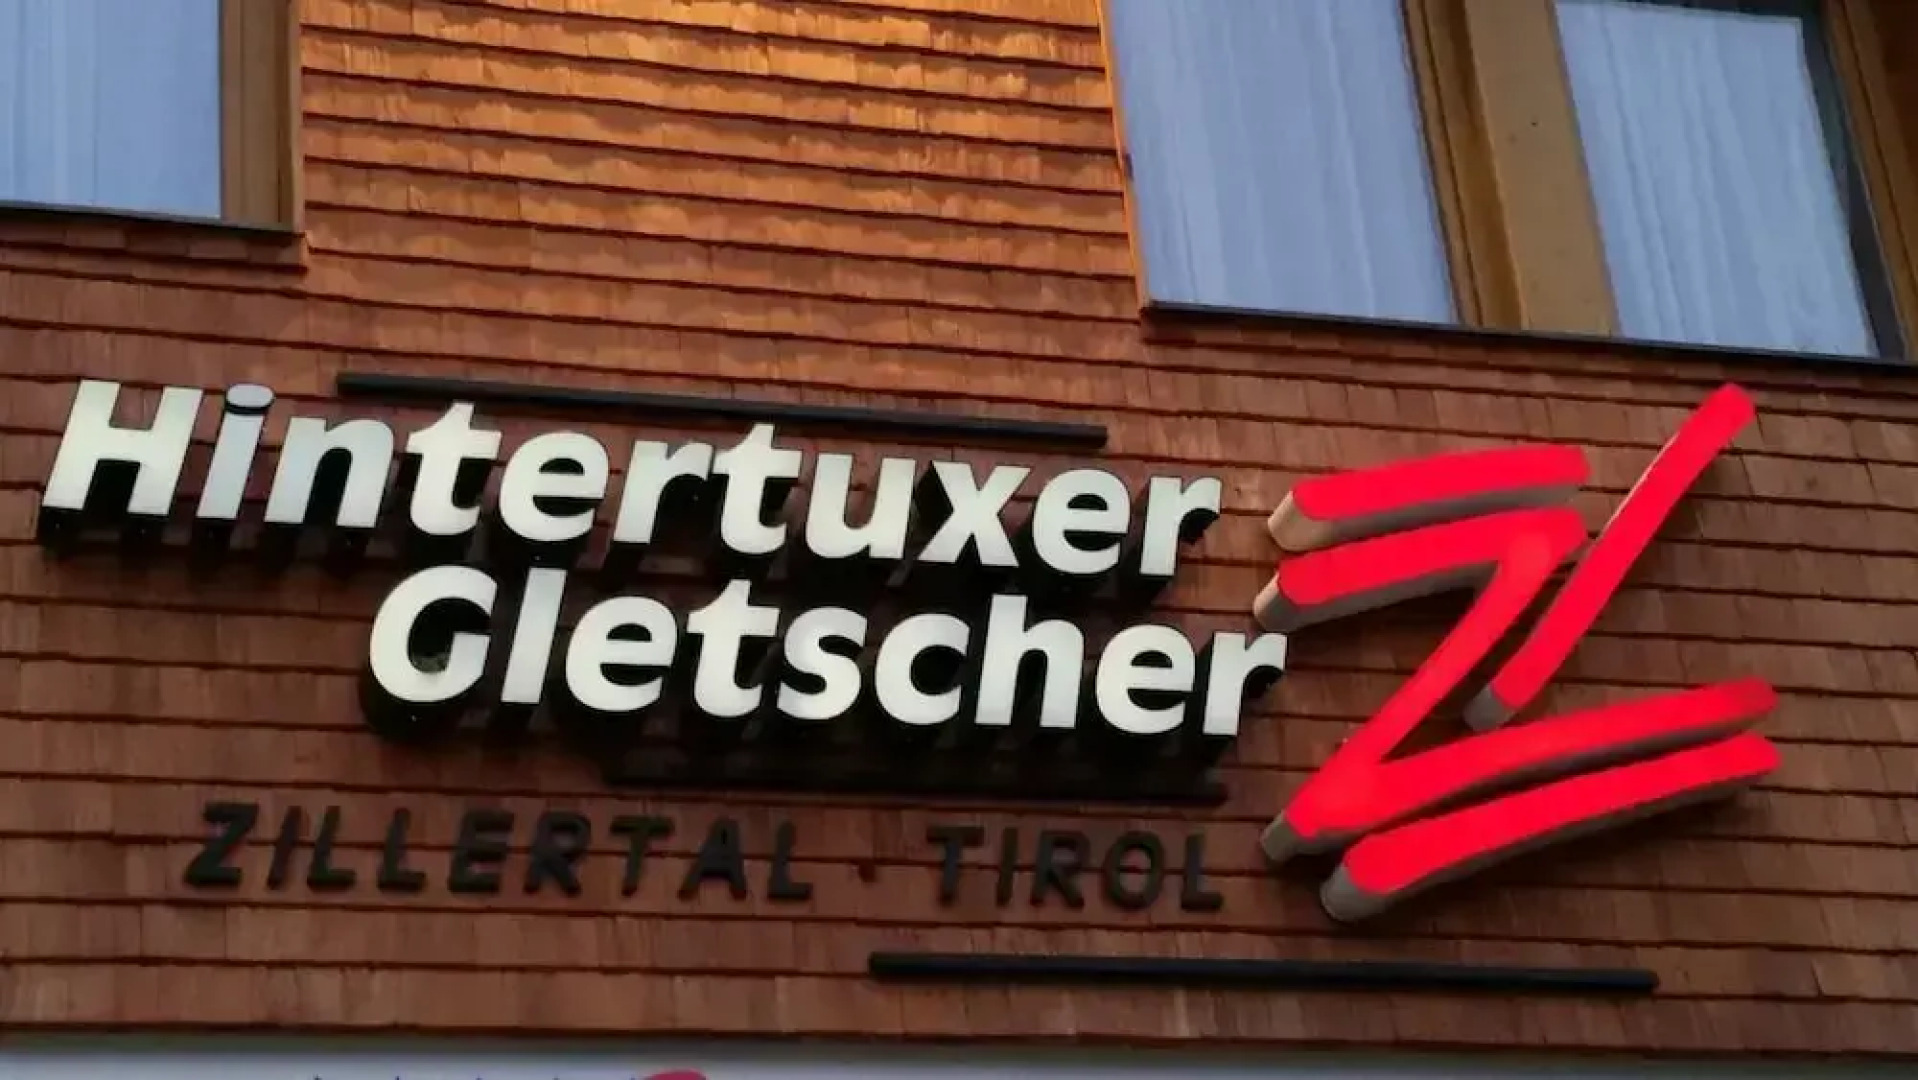 Hintertuxer
Gletscher
ZILLERTAL · TIROL